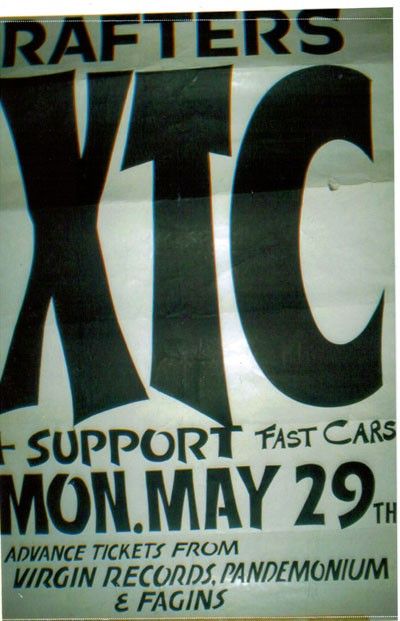 RAFTERS
XTC
+ SUPPORT FAST CARS
MON. MAY 29TH
ADVANCE TICKETS FROM
VIRGIN RECORDS, PANDEMONIUM
& FAGINS